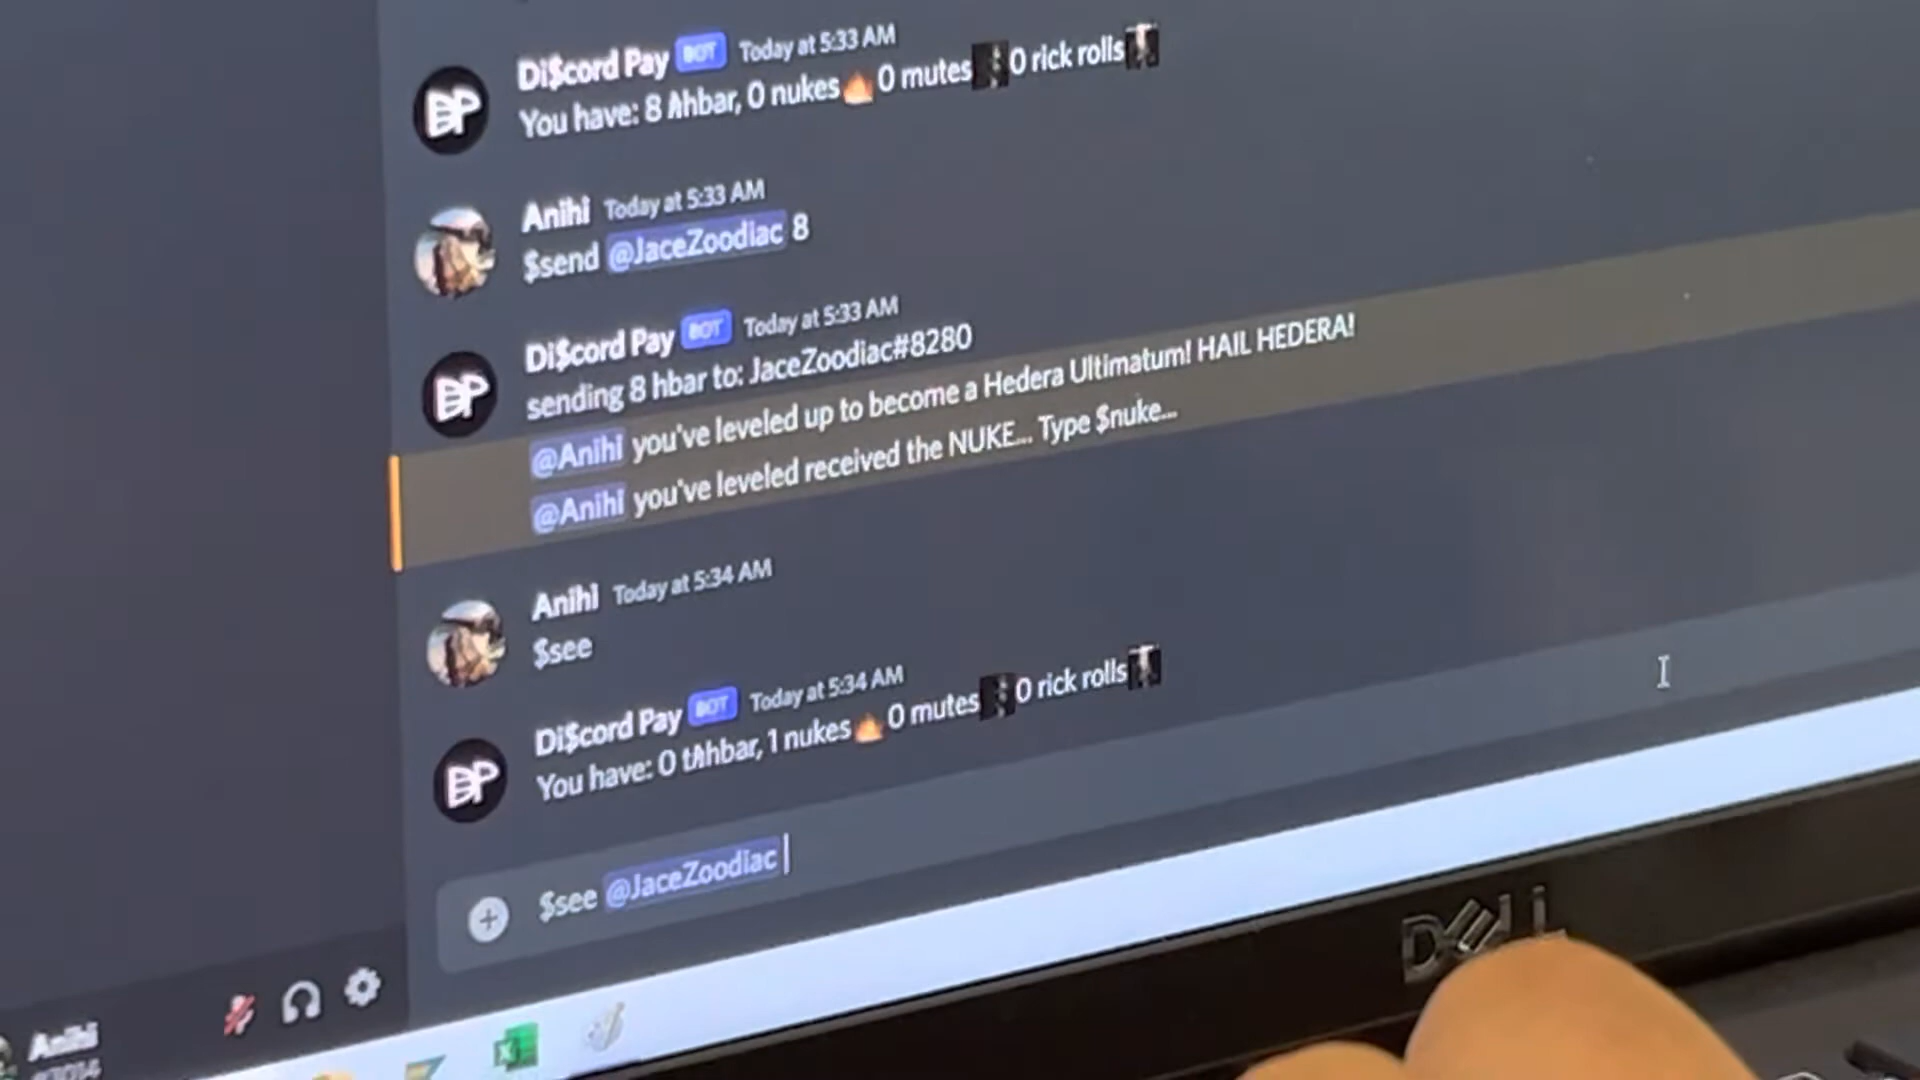 Di$cord Pay BOT Today at 5:33 AM
You have: 8 ℏhbar, 0 nukes🔥0 mutes 0 rick rolls
Anihi Today at 5:33 AM
$send @JaceZoodiac 8
Di$cord Pay BOT Today at 5:33 AM
sending 8 hbar to: JaceZoodiac#8280
@Anihi you've leveled up to become a Hedera Ultimatum! HAIL HEDERA!
@Anihi you've leveled received the NUKE... Type $nuke...
Anihi Today at 5:34 AM
$see
Di$cord Pay BOT Today at 5:34 AM
You have: 0 tℏhbar, 1 nukes🔥0 mutes 0 rick rolls
$see @JaceZoodiac
Anihi
DELL